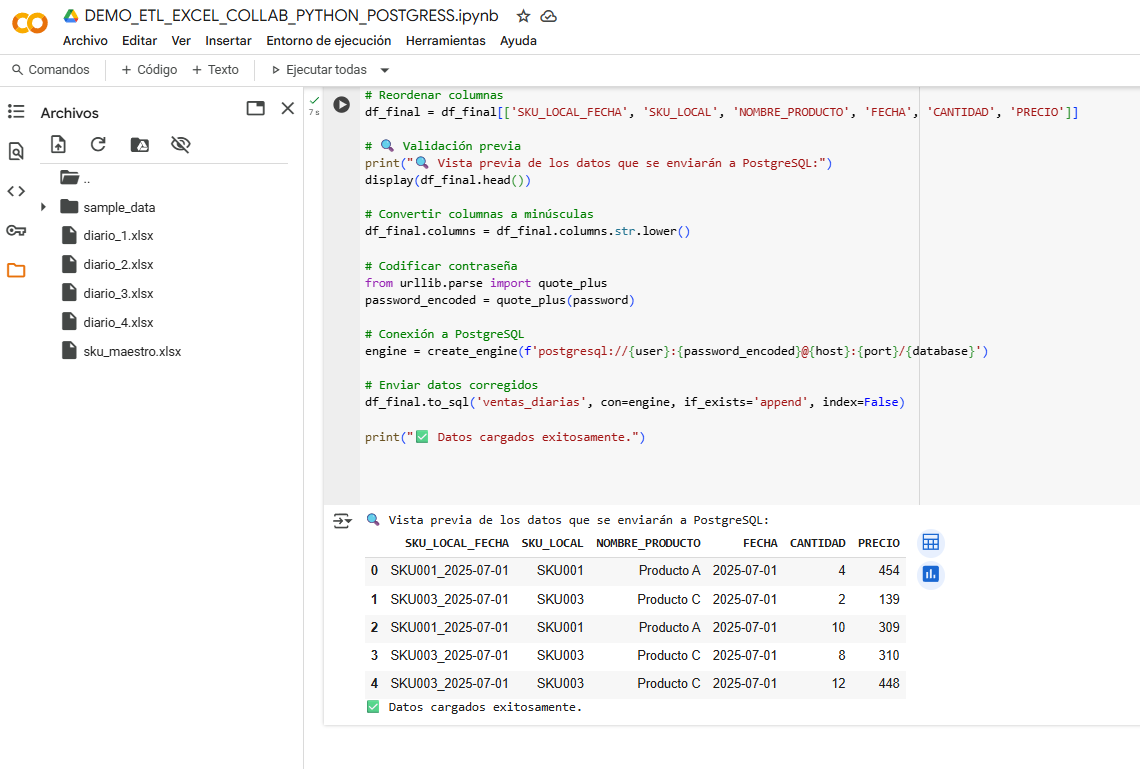 DEMO_ETL_EXCEL_COLLAB_PYTHON_POSTGRESS.ipynb
Archivo Editar Ver Insertar Entorno de ejecución Herramientas Ayuda
Comandos + Código + Texto Ejecutar todas
Archivos
..
sample_data
diario_1.xlsx
diario_2.xlsx
diario_3.xlsx
diario_4.xlsx
sku_maestro.xlsx
7 s
# Reordenar columnas
df_final = df_final[['SKU_LOCAL_FECHA', 'SKU_LOCAL', 'NOMBRE_PRODUCTO', 'FECHA', 'CANTIDAD', 'PRECIO']]
# 🔍 Validación previa
print("🔍 Vista previa de los datos que se enviarán a PostgreSQL:")
display(df_final.head())
# Convertir columnas a minúsculas
df_final.columns = df_final.columns.str.lower()
# Codificar contraseña
from urllib.parse import quote_plus
password_encoded = quote_plus(password)
# Conexión a PostgreSQL
engine = create_engine(f'postgresql://{user}:{password_encoded}@{host}:{port}/{database}')
# Enviar datos corregidos
df_final.to_sql('ventas_diarias', con=engine, if_exists='append', index=False)
print("✅ Datos cargados exitosamente.")
🔍 Vista previa de los datos que se enviarán a PostgreSQL:
SKU_LOCAL_FECHA SKU_LOCAL NOMBRE_PRODUCTO FECHA CANTIDAD PRECIO
0 SKU001_2025-07-01 SKU001 Producto A 2025-07-01 4 454
1 SKU003_2025-07-01 SKU003 Producto C 2025-07-01 2 139
2 SKU001_2025-07-01 SKU001 Producto A 2025-07-01 10 309
3 SKU003_2025-07-01 SKU003 Producto C 2025-07-01 8 310
4 SKU003_2025-07-01 SKU003 Producto C 2025-07-01 12 448
✅ Datos cargados exitosamente.